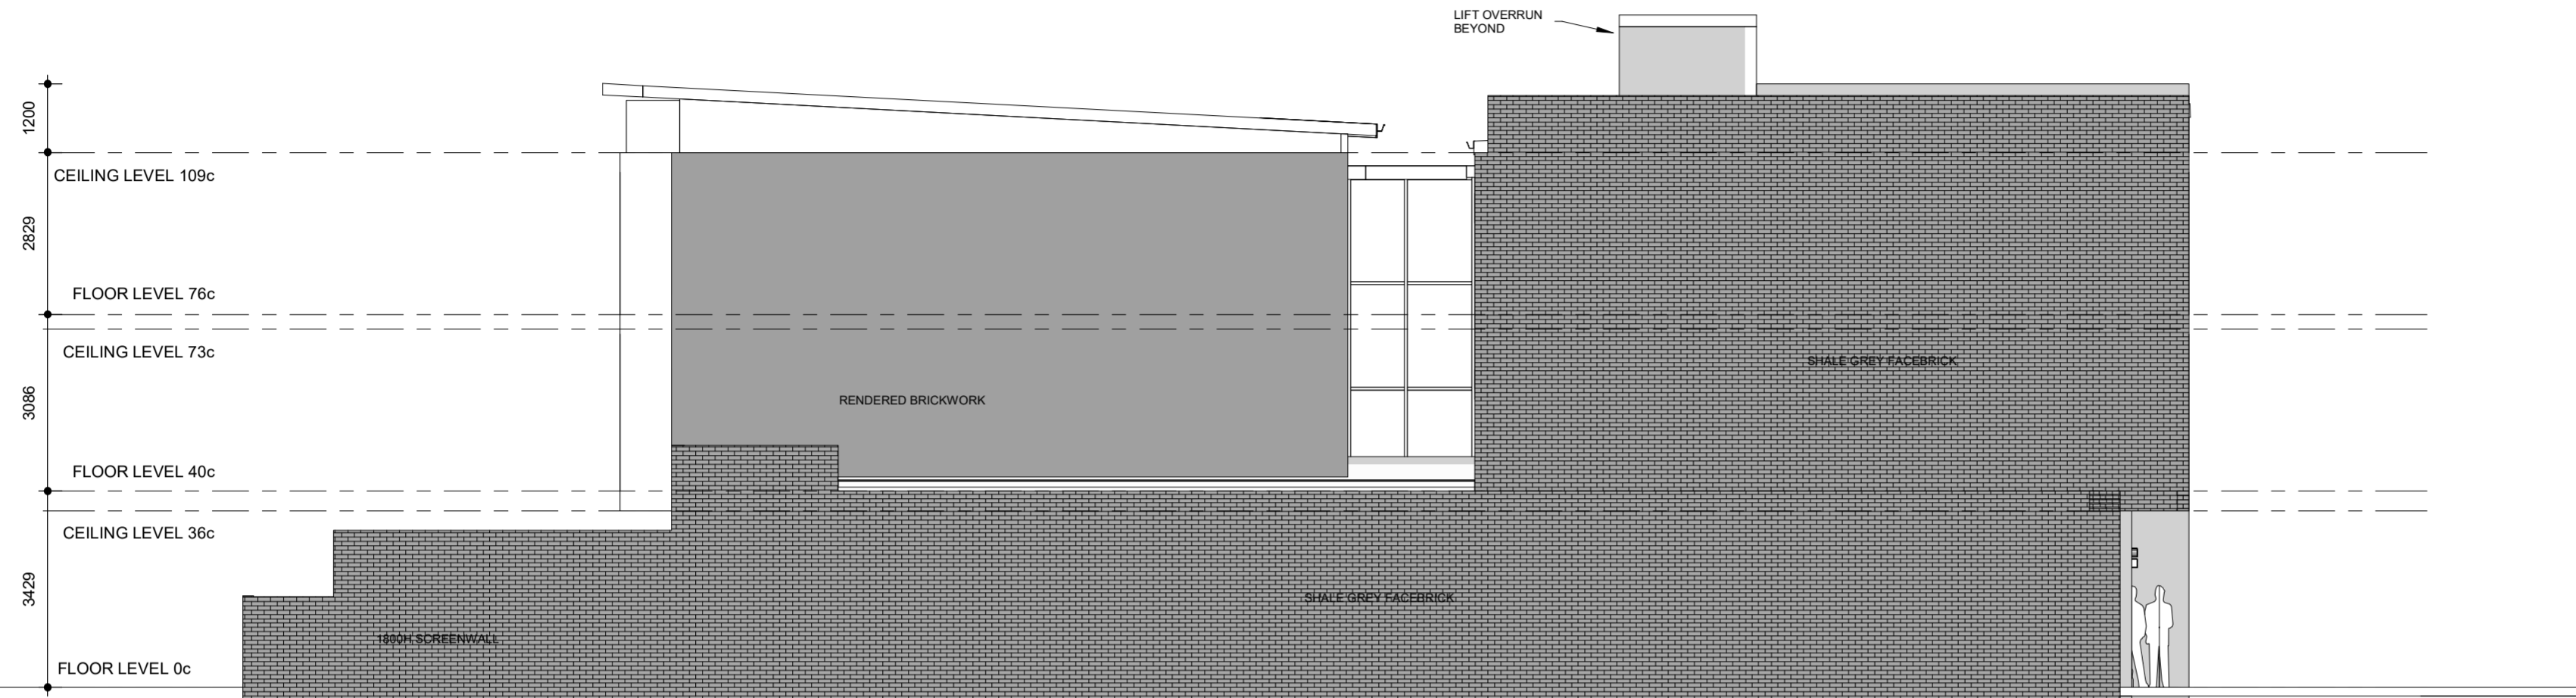 LIFT OVERRUN
BEYOND
1200
CEILING LEVEL 109c
2829
FLOOR LEVEL 76c
CEILING LEVEL 73c
SHALE GREY FACEBRICK
3086
RENDERED BRICKWORK
FLOOR LEVEL 40c
CEILING LEVEL 36c
3429
SHALE GREY FACEBRICK
1800H SCREENWALL
FLOOR LEVEL 0c